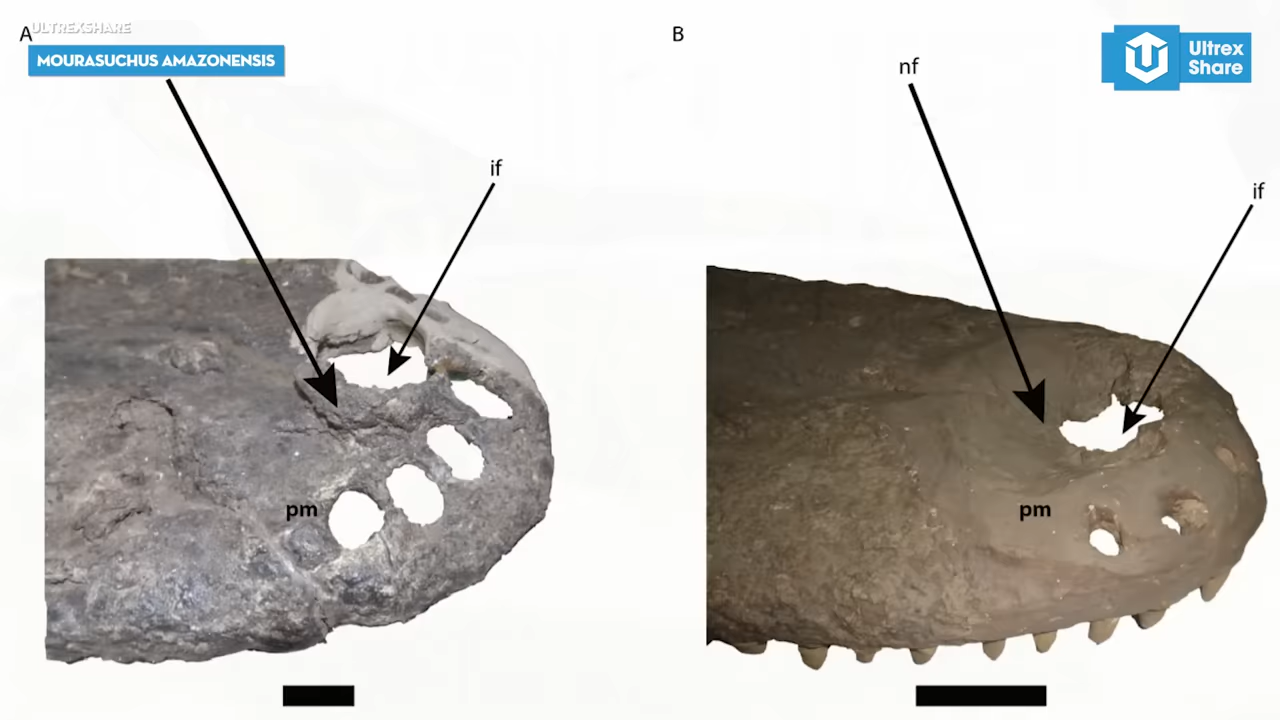 A
ULTREXSHARE
MOURASUCHUS AMAZONENSIS
if
pm
B
nf
if
pm
Ultrex
Share